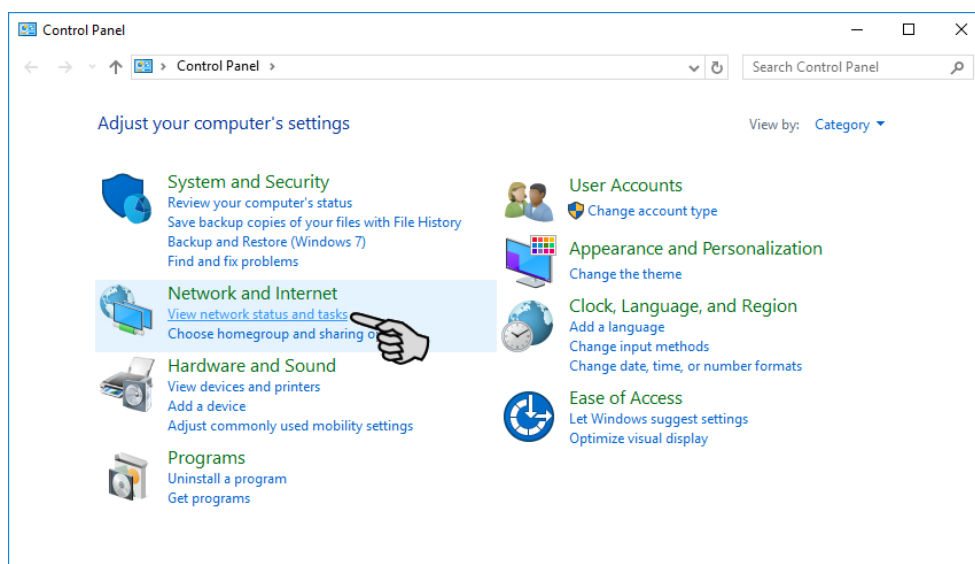 Control Panel
Control Panel
Search Control Panel
Adjust your computer's settings
View by: Category
System and Security
Review your computer's status
Save backup copies of your files with File History
Backup and Restore (Windows 7)
Find and fix problems
Network and Internet
View network status and tasks
Choose homegroup and sharing
Hardware and Sound
View devices and printers
Add a device
Adjust commonly used mobility settings
Programs
Uninstall a program
Get programs
User Accounts
Change account type
Appearance and Personalization
Change the theme
Clock, Language, and Region
Add a language
Change input methods
Change date, time, or number formats
Ease of Access
Let Windows suggest settings
Optimize visual display